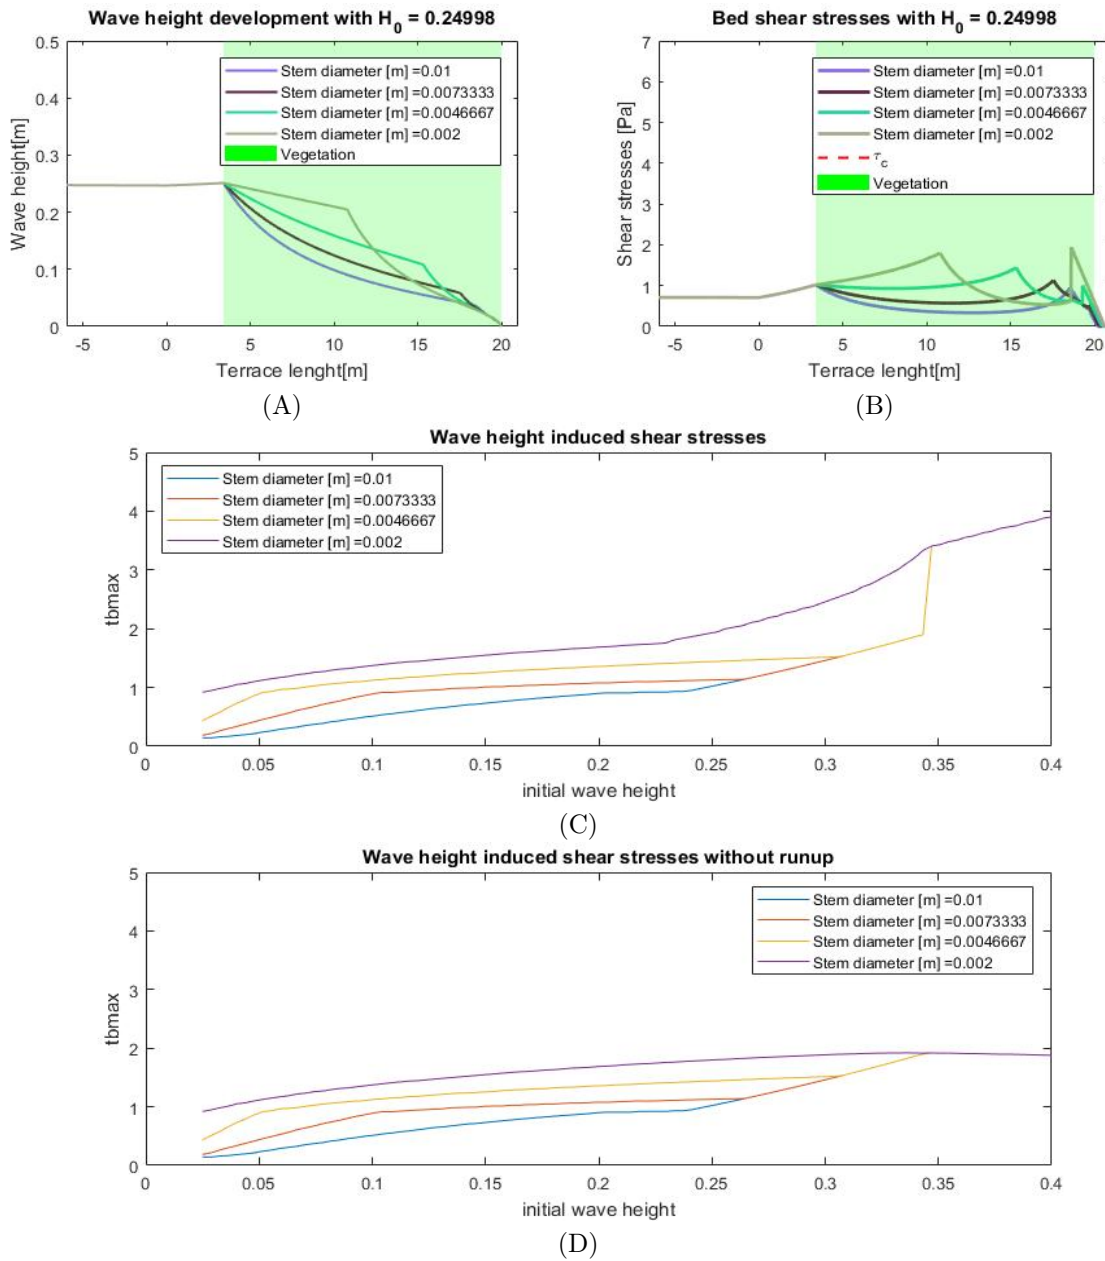 Wave height development with H0 = 0.24998
0.5
0.4
0.3
0.2
0.1
0
Wave height[m]
Stem diameter [m] =0.01
Stem diameter [m] =0.0073333
Stem diameter [m] =0.0046667
Stem diameter [m] =0.002
Vegetation
-5 0 5 10 15 20
Terrace lenght[m]
(A)
Bed shear stresses with H0 = 0.24998
7
6
5
4
3
2
1
0
Shear stresses [Pa]
Stem diameter [m] =0.01
Stem diameter [m] =0.0073333
Stem diameter [m] =0.0046667
Stem diameter [m] =0.002
τc
Vegetation
-5 0 5 10 15 20
Terrace lenght[m]
(B)
Wave height induced shear stresses
5
4
3
2
1
0
tbmax
Stem diameter [m] =0.01
Stem diameter [m] =0.0073333
Stem diameter [m] =0.0046667
Stem diameter [m] =0.002
0 0.05 0.1 0.15 0.2 0.25 0.3 0.35 0.4
initial wave height
(C)
Wave height induced shear stresses without runup
5
4
3
2
1
0
tbmax
Stem diameter [m] =0.01
Stem diameter [m] =0.0073333
Stem diameter [m] =0.0046667
Stem diameter [m] =0.002
0 0.05 0.1 0.15 0.2 0.25 0.3 0.35 0.4
initial wave height
(D)